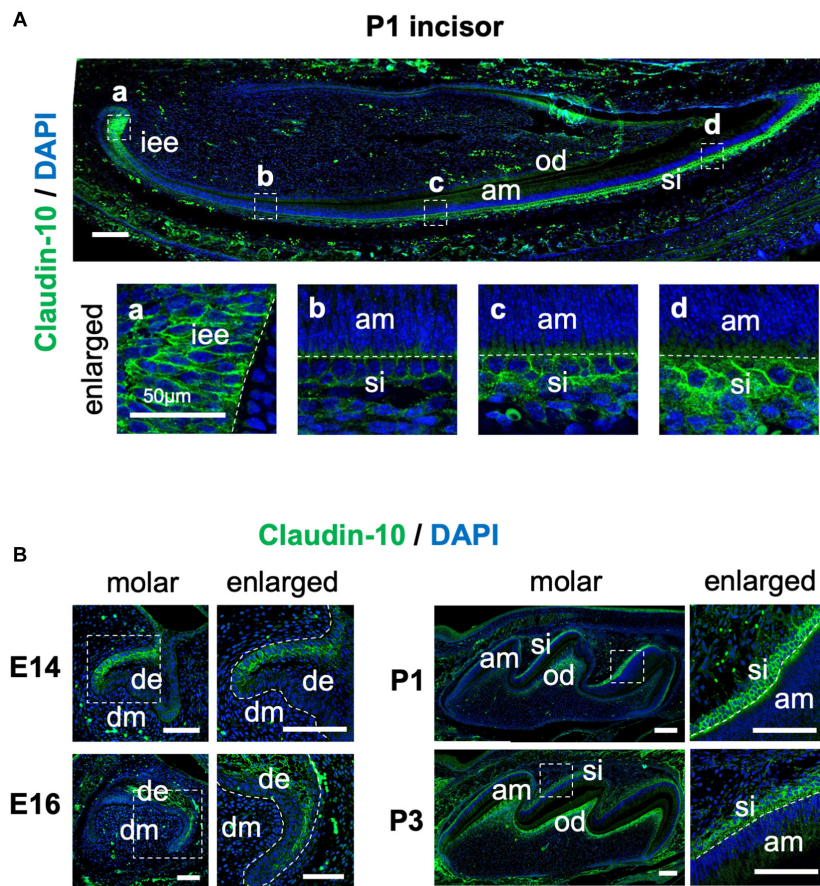 A
P1 incisor
Claudin-10 / DAPI
a
iee
b
c
od
am
si
d
enlarged
a
iee
50μm
b
am
si
c
am
si
d
am
si
B
Claudin-10 / DAPI
molar
enlarged
molar
enlarged
E14
de
dm
de
dm
P1
am
si
od
si
am
E16
de
dm
de
dm
P3
am
si
od
si
am